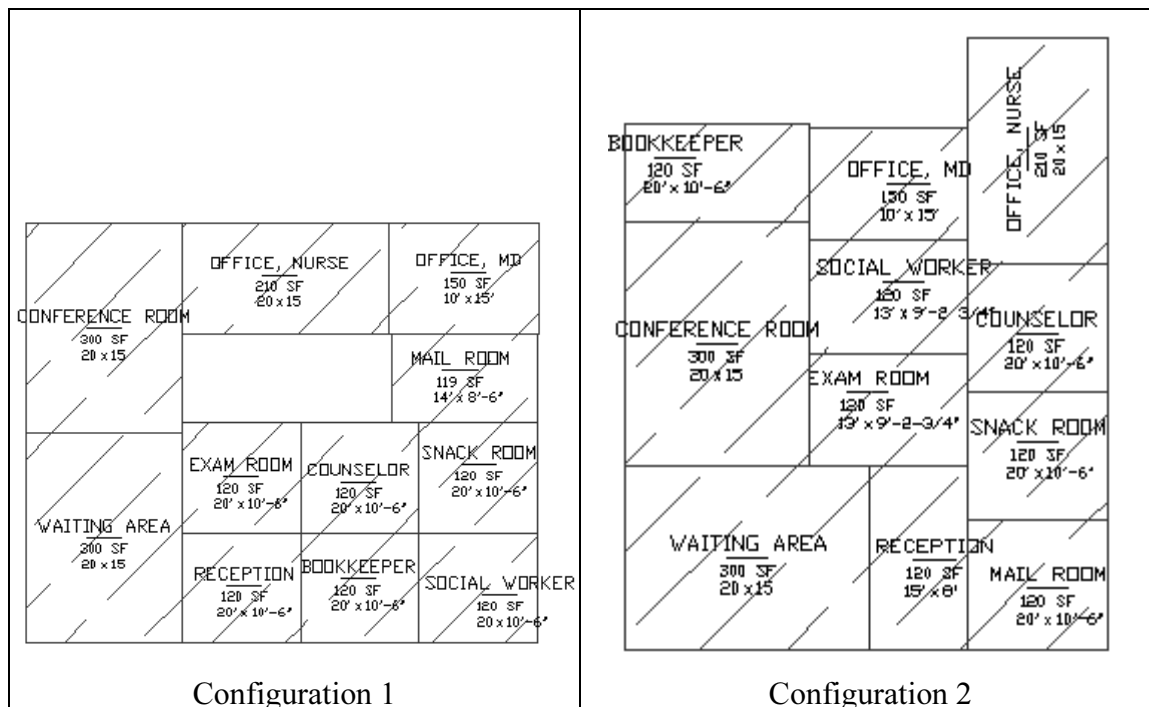 OFFICE, NURSE
210 SF
20 x 15
OFFICE, MD
150 SF
10' x 15'
CONFERENCE ROOM
300 SF
20 x 15
MAIL ROOM
119 SF
14' x 8'-6"
EXAM ROOM
120 SF
20' x 10'-6"
COUNSELOR
120 SF
20' x 10'-6"
SNACK ROOM
120 SF
20' x 10'-6"
WAITING AREA
300 SF
20 x 15
RECEPTION
120 SF
20' x 10'-6"
BOOKKEEPER
120 SF
20' x 10'-6"
SOCIAL WORKER
120 SF
20 x 10'-6"
Configuration 1
OFFICE, NURSE
210 SF
20 x 15
BOOKKEEPER
120 SF
20' x 10'-6"
OFFICE, MD
150 SF
10' x 15'
SOCIAL WORKER
120 SF
13' x 9'-2-3/4"
CONFERENCE ROOM
300 SF
20 x 15
COUNSELOR
120 SF
20' x 10'-6"
EXAM ROOM
120 SF
13' x 9'-2-3/4"
SNACK ROOM
120 SF
20' x 10'-6"
WAITING AREA
300 SF
20 x 15
RECEPTION
120 SF
15' x 8'
MAIL ROOM
120 SF
20' x 10'-6"
Configuration 2